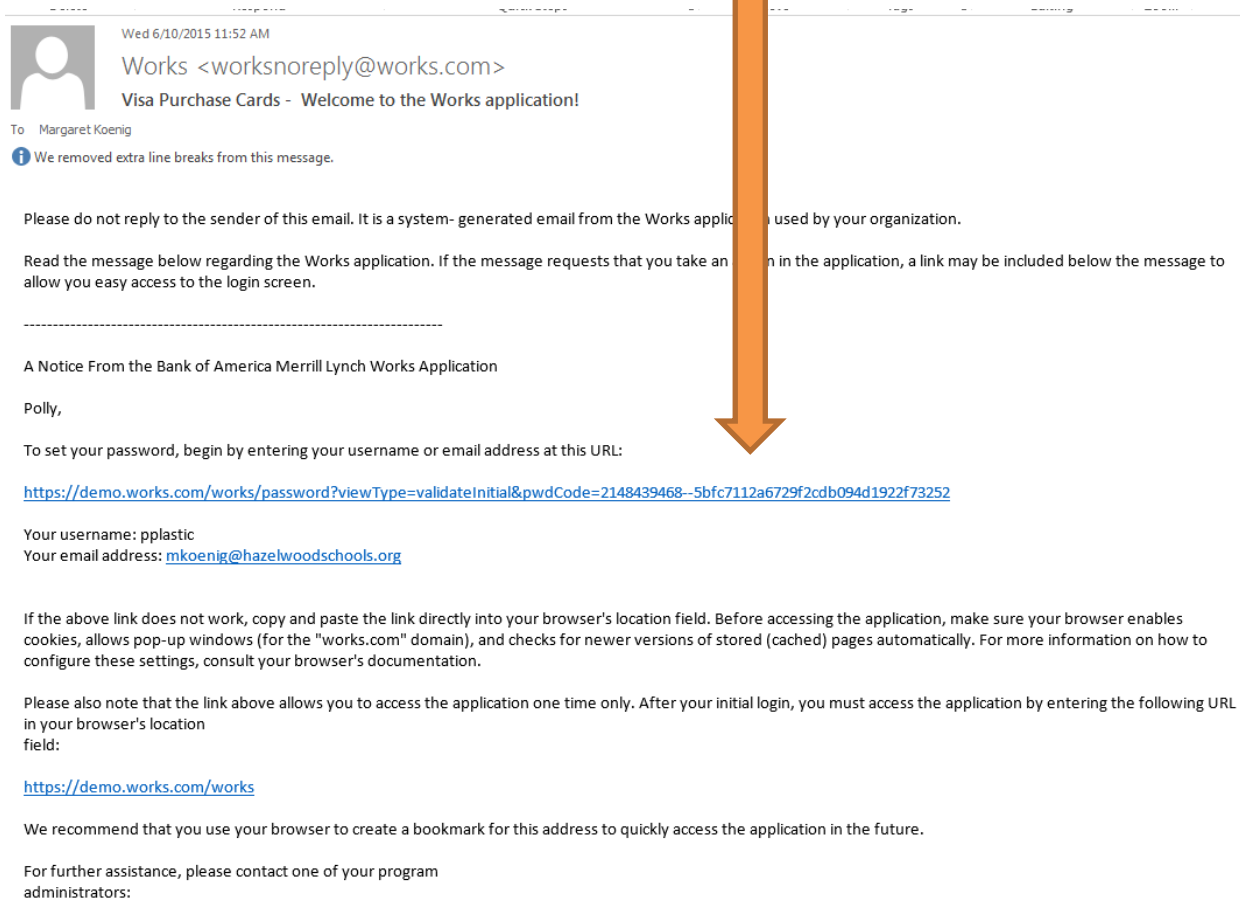 Wed 6/10/2015 11:52 AM
Works <worksnoreply@works.com>
Visa Purchase Cards - Welcome to the Works application!
To Margaret Koenig
We removed extra line breaks from this message.
Please do not reply to the sender of this email. It is a system- generated email from the Works applic used by your organization.
Read the message below regarding the Works application. If the message requests that you take an n in the application, a link may be included below the message to
allow you easy access to the login screen.
------------------------------------------------------------------------
A Notice From the Bank of America Merrill Lynch Works Application
Polly,
To set your password, begin by entering your username or email address at this URL:
https://demo.works.com/works/password?viewType=validateInitial&pwdCode=2148439468--5bfc7112a6729f2cdb094d1922f73252
Your username: pplastic
Your email address: mkoenig@hazelwoodschools.org
If the above link does not work, copy and paste the link directly into your browser's location field. Before accessing the application, make sure your browser enables
cookies, allows pop-up windows (for the "works.com" domain), and checks for newer versions of stored (cached) pages automatically. For more information on how to
configure these settings, consult your browser's documentation.
Please also note that the link above allows you to access the application one time only. After your initial login, you must access the application by entering the following URL
in your browser's location
field:
https://demo.works.com/works
We recommend that you use your browser to create a bookmark for this address to quickly access the application in the future.
For further assistance, please contact one of your program
administrators: